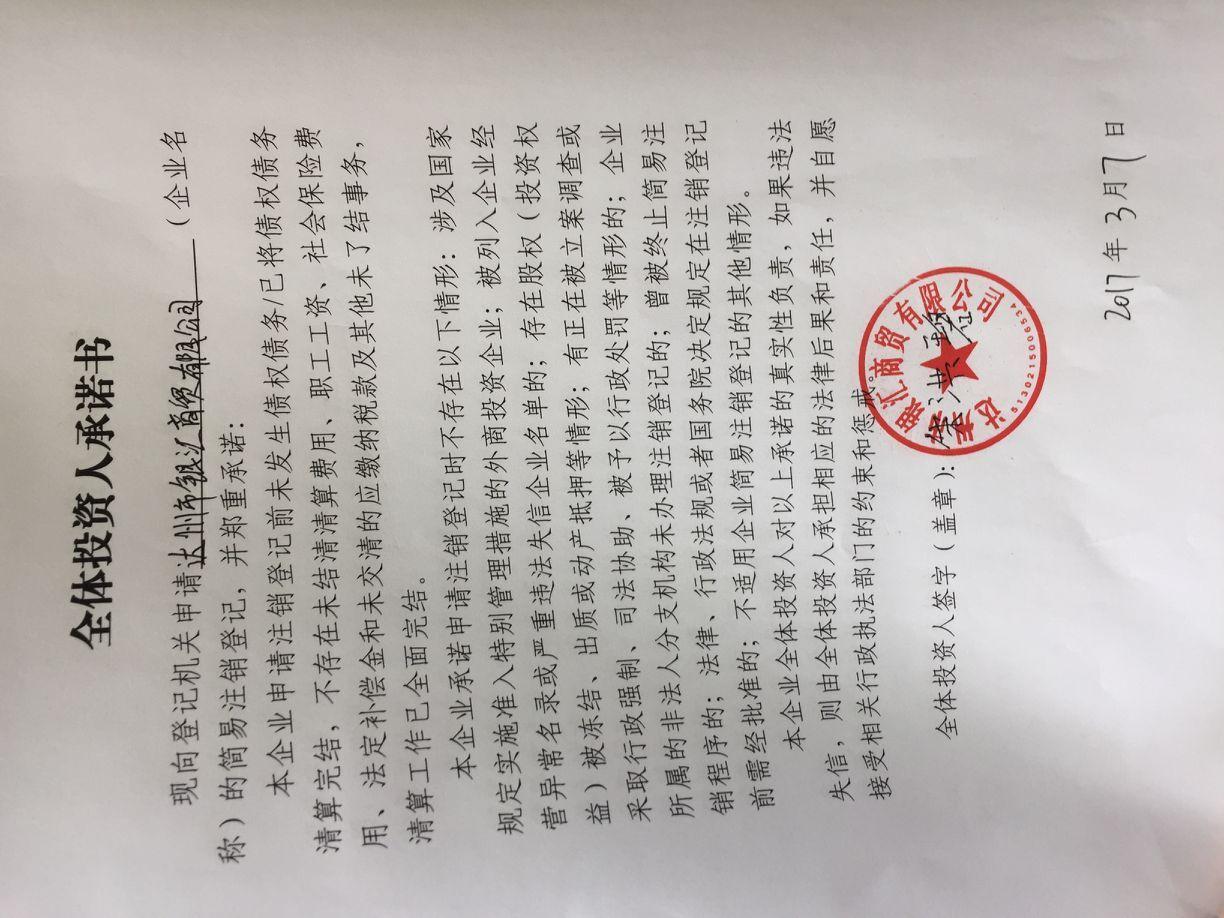 全体投资人承诺书
现向登记机关申请达州市银汇商贸有限公司（企业名
称）的简易注销登记，并郑重承诺：
本企业申请注销登记前未发生债权债务/已将债权债务
清算完结，不存在未结清清算费用、职工工资、社会保险费
用、法定补偿金和未交清的应缴纳税款及其他未了结事务，
清算工作已全面完结。
本企业承诺申请注销登记时不存在以下情形：涉及国家
规定实施准入特别管理措施的外商投资企业；被列入企业经
营异常名录或严重违法失信企业名单的；存在股权（投资权
益）被冻结、出质或动产抵押等情形；有正在被立案调查或
采取行政强制、司法协助、被予以行政处罚等情形的；企业
所属的非法人分支机构未办理注销登记的；曾被终止简易注
销程序的；法律、行政法规或者国务院决定规定在注销登记
前需经批准的；不适用企业简易注销登记的其他情形。
本企业全体投资人对以上承诺的真实性负责，如果违法
失信，则由全体投资人承担相应的法律后果和责任，并自愿
接受相关行政执法部门的约束和惩戒。
全体投资人签字（盖章）：
达州市银汇商贸有限公司
5130215006534
2017年3月7日